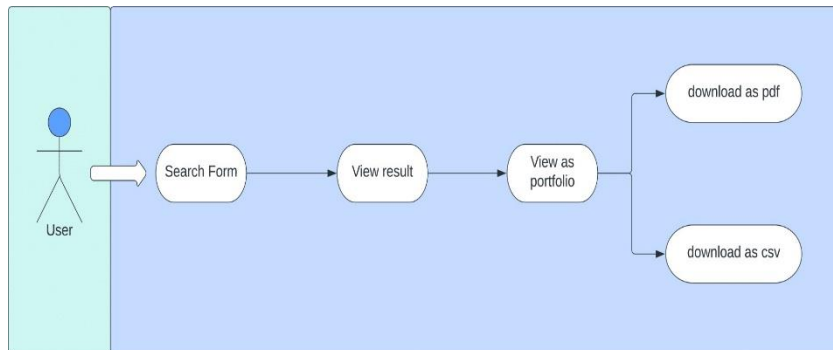 User
Search Form
View result
View as
portfolio
download as pdf
download as csv